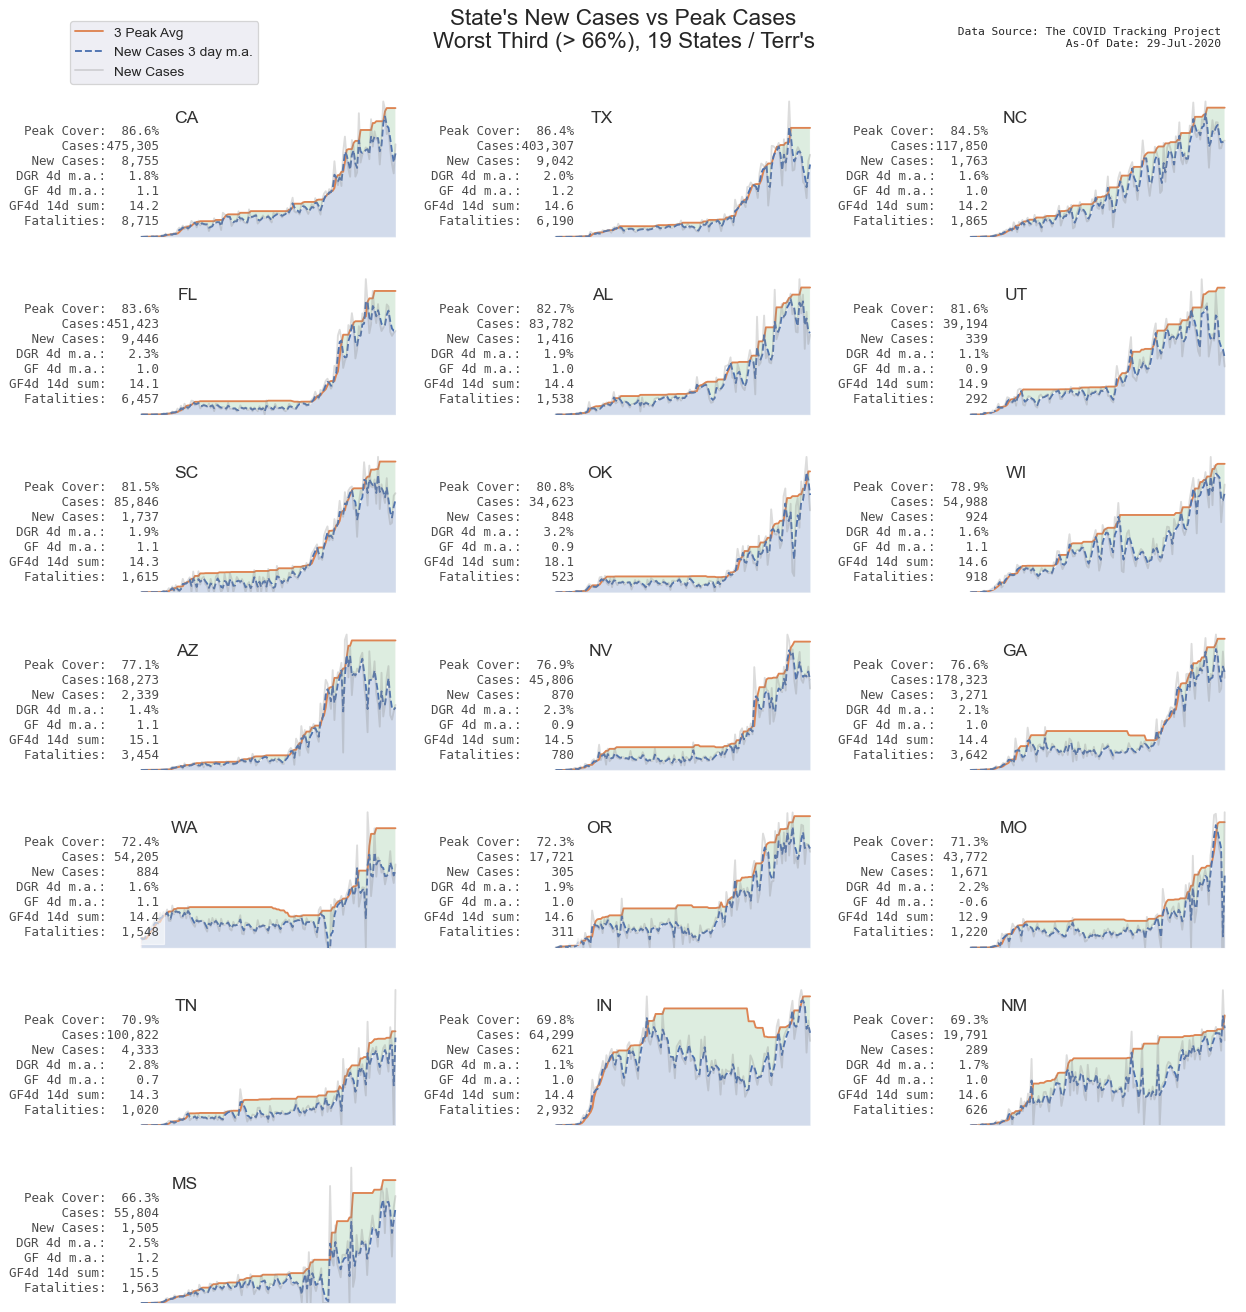 State's New Cases vs Peak Cases
Worst Third (> 66%), 19 States / Terr's
3 Peak Avg
New Cases 3 day m.a.
New Cases
Data Source: The COVID Tracking Project
As-Of Date: 29-Jul-2020
CA
Peak Cover: 86.6%
Cases:475,305
New Cases: 8,755
DGR 4d m.a.: 1.8%
GF 4d m.a.: 1.1
GF4d 14d sum: 14.2
Fatalities: 8,715
TX
Peak Cover: 86.4%
Cases:403,307
New Cases: 9,042
DGR 4d m.a.: 2.0%
GF 4d m.a.: 1.2
GF4d 14d sum: 14.6
Fatalities: 6,190
NC
Peak Cover: 84.5%
Cases:117,850
New Cases: 1,763
DGR 4d m.a.: 1.6%
GF 4d m.a.: 1.0
GF4d 14d sum: 14.2
Fatalities: 1,865
FL
Peak Cover: 83.6%
Cases:451,423
New Cases: 9,446
DGR 4d m.a.: 2.3%
GF 4d m.a.: 1.0
GF4d 14d sum: 14.1
Fatalities: 6,457
AL
Peak Cover: 82.7%
Cases: 83,782
New Cases: 1,416
DGR 4d m.a.: 1.9%
GF 4d m.a.: 1.0
GF4d 14d sum: 14.4
Fatalities: 1,538
UT
Peak Cover: 81.6%
Cases: 39,194
New Cases: 339
DGR 4d m.a.: 1.1%
GF 4d m.a.: 0.9
GF4d 14d sum: 14.9
Fatalities: 292
SC
Peak Cover: 81.5%
Cases: 85,846
New Cases: 1,737
DGR 4d m.a.: 1.9%
GF 4d m.a.: 1.1
GF4d 14d sum: 14.3
Fatalities: 1,615
OK
Peak Cover: 80.8%
Cases: 34,623
New Cases: 848
DGR 4d m.a.: 3.2%
GF 4d m.a.: 0.9
GF4d 14d sum: 18.1
Fatalities: 523
WI
Peak Cover: 78.9%
Cases: 54,988
New Cases: 924
DGR 4d m.a.: 1.6%
GF 4d m.a.: 1.1
GF4d 14d sum: 14.6
Fatalities: 918
AZ
Peak Cover: 77.1%
Cases:168,273
New Cases: 2,339
DGR 4d m.a.: 1.4%
GF 4d m.a.: 1.1
GF4d 14d sum: 15.1
Fatalities: 3,454
NV
Peak Cover: 76.9%
Cases: 45,806
New Cases: 870
DGR 4d m.a.: 2.3%
GF 4d m.a.: 0.9
GF4d 14d sum: 14.5
Fatalities: 780
GA
Peak Cover: 76.6%
Cases:178,323
New Cases: 3,271
DGR 4d m.a.: 2.1%
GF 4d m.a.: 1.0
GF4d 14d sum: 14.4
Fatalities: 3,642
WA
Peak Cover: 72.4%
Cases: 54,205
New Cases: 884
DGR 4d m.a.: 1.6%
GF 4d m.a.: 1.1
GF4d 14d sum: 14.4
Fatalities: 1,548
OR
Peak Cover: 72.3%
Cases: 17,721
New Cases: 305
DGR 4d m.a.: 1.9%
GF 4d m.a.: 1.0
GF4d 14d sum: 14.6
Fatalities: 311
MO
Peak Cover: 71.3%
Cases: 43,772
New Cases: 1,671
DGR 4d m.a.: 2.2%
GF 4d m.a.: -0.6
GF4d 14d sum: 12.9
Fatalities: 1,220
TN
Peak Cover: 70.9%
Cases:100,822
New Cases: 4,333
DGR 4d m.a.: 2.8%
GF 4d m.a.: 0.7
GF4d 14d sum: 14.3
Fatalities: 1,020
IN
Peak Cover: 69.8%
Cases: 64,299
New Cases: 621
DGR 4d m.a.: 1.1%
GF 4d m.a.: 1.0
GF4d 14d sum: 14.4
Fatalities: 2,932
NM
Peak Cover: 69.3%
Cases: 19,791
New Cases: 289
DGR 4d m.a.: 1.7%
GF 4d m.a.: 1.0
GF4d 14d sum: 14.6
Fatalities: 626
MS
Peak Cover: 66.3%
Cases: 55,804
New Cases: 1,505
DGR 4d m.a.: 2.5%
GF 4d m.a.: 1.2
GF4d 14d sum: 15.5
Fatalities: 1,563